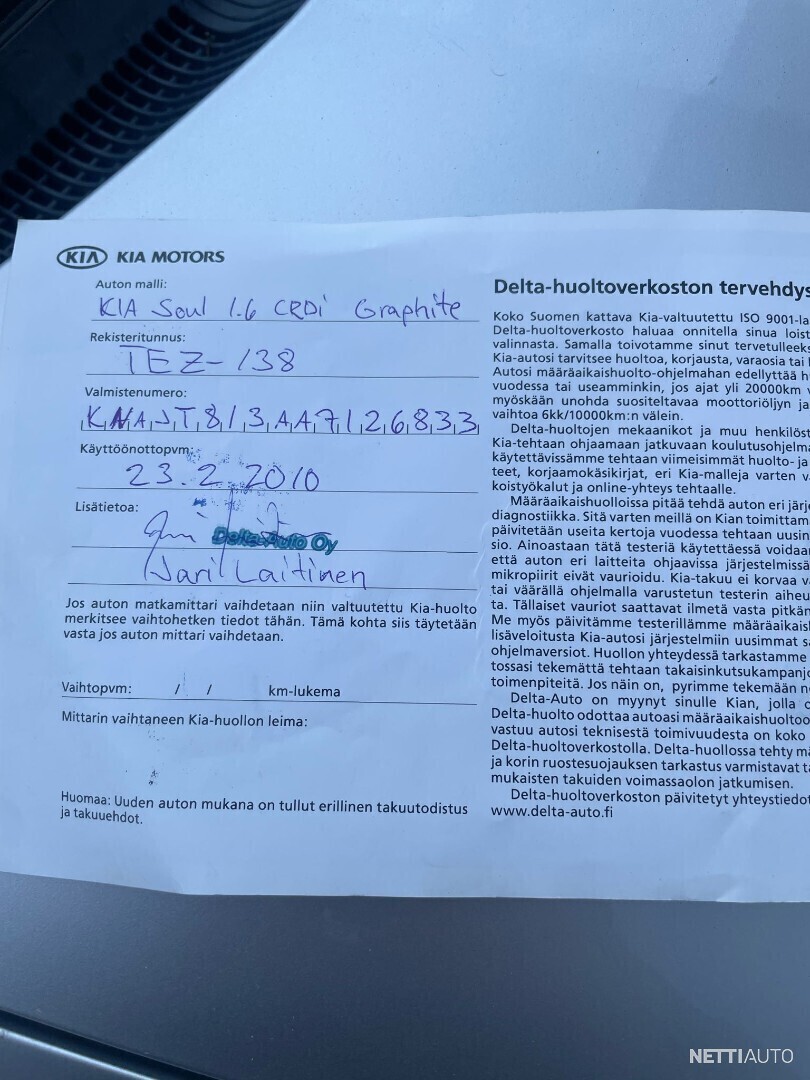 KIA KIA MOTORS
Auton malli:
KIA Soul 1.6 CRDi Graphite
Rekisteritunnus:
TEZ-138
Valmistenumero:
KNAJT813AA7126833
Käyttöönottopvm:
23.2.2010
Lisätietoa:
Delta-Auto Oy
Jari Laitinen
Jos auton matkamittari vaihdetaan niin valtuutettu Kia-huolto
merkitsee vaihtohetken tiedot tähän. Tämä kohta siis täytetään
vasta jos auton mittari vaihdetaan.
Vaihtopvm: / / km-lukema
Mittarin vaihtaneen Kia-huollon leima:
Huomaa: Uuden auton mukana on tullut erillinen takuutodistus
ja takuuehdot.
Delta-huoltoverkoston tervehdys
Koko Suomen kattava Kia-valtuutettu ISO 9001-la
Delta-huoltoverkosto haluaa onnitella sinua loist
valinnasta. Samalla toivotamme sinut tervetulleeks
Kia-autosi tarvitsee huoltoa, korjausta, varaosia tai
Autosi määräaikaishuolto-ohjelmahan edellyttää h
vuodessa tai useamminkin, jos ajat yli 20000km v
myöskään unohda suositeltavaa moottoriöljyn ja
vaihtoa 6kk/10000km:n välein.
Delta-huoltojen mekaanikot ja muu henkilöst
Kia-tehtaan ohjaamaan jatkuvaan koulutusohjelma
käytettävissämme tehtaan viimeisimmät huolto- ja
teet, korjaamokäsikirjat, eri Kia-malleja varten va
koistyökalut ja online-yhteys tehtaalle.
Määräaikaishuolloissa pitää tehdä auton eri järje
diagnostiikka. Sitä varten meillä on Kian toimittam
päivitetään useita kertoja vuodessa tehtaan uusin
sio. Ainoastaan tätä testeriä käytettäessä voidaa
että auton eri laitteita ohjaavissa järjestelmissä
mikropiirit eivät vaurioidu. Kia-takuu ei korvaa va
tai väärällä ohjelmalla varustetun testerin aiheu
ta. Tällaiset vauriot saattavat ilmetä vasta pitkän
Me myös päivitämme testerillämme määräaikais
lisäveloitusta Kia-autosi järjestelmiin uusimmat sa
ohjelmaversiot. Huollon yhteydessä tarkastamme
tossasi tekemättä tehtaan takaisinkutsukampanjo
toimenpiteitä. Jos näin on, pyrimme tekemään n
Delta-Auto on myynyt sinulle Kian, jolla o
Delta-huolto odottaa autoasi määräaikaishuoltoo
vastuu autosi teknisestä toimivuudesta on koko
Delta-huoltoverkostolla. Delta-huollossa tehty mä
ja korin ruostesuojauksen tarkastus varmistavat ta
mukaisten takuiden voimassaolon jatkumisen.
Delta-huoltoverkoston päivitetyt yhteystiedot
www.delta-auto.fi
NETTIAUTO